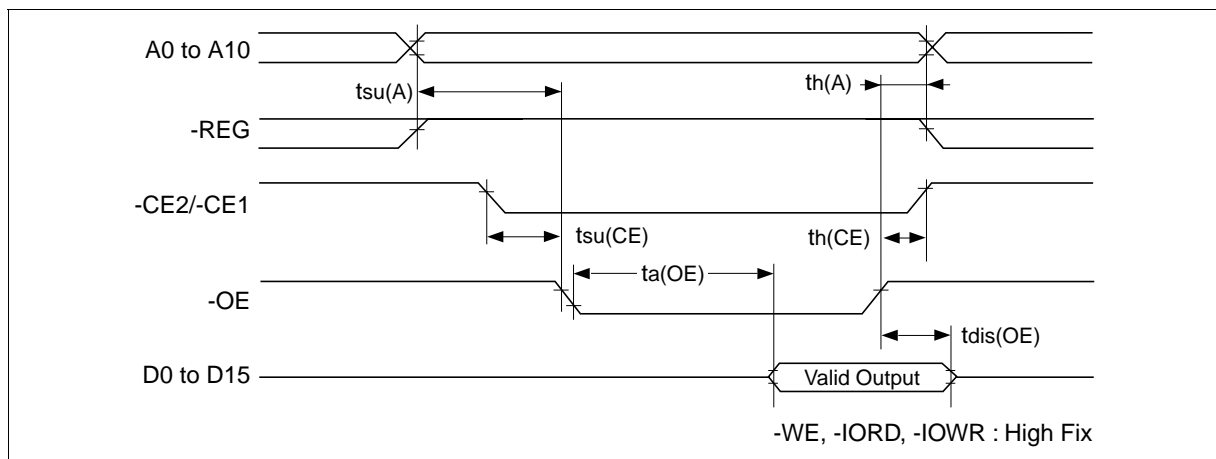 A0 to A10
tsu(A)
th(A)
-REG
-CE2/-CE1
tsu(CE)
th(CE)
ta(OE)
-OE
tdis(OE)
D0 to D15
Valid Output
-WE, -IORD, -IOWR : High Fix